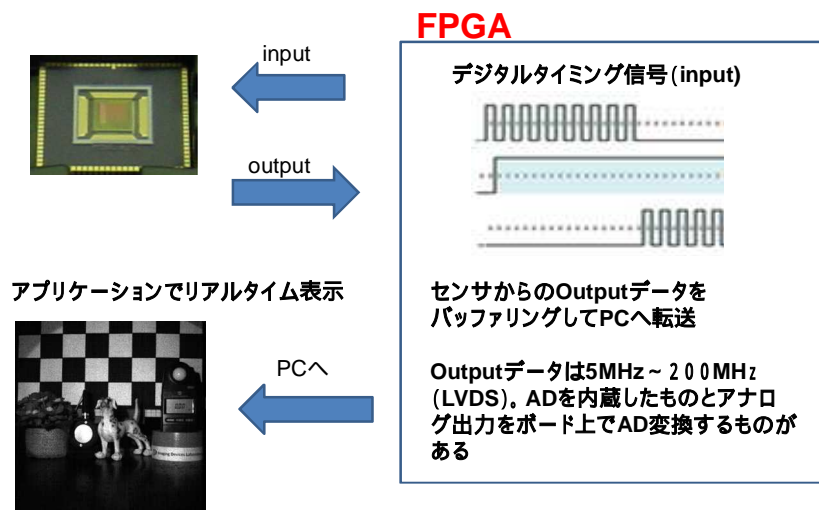 FPGA
input
デジタルタイミング信号(input)
output
アプリケーションでリアルタイム表示
センサからのOutputデータを
バッファリングしてPCへ転送
PCへ
Outputデータは5MHz~200MHz
(LVDS)。ADを内蔵したものとアナロ
グ出力をボード上でAD変換するものが
ある